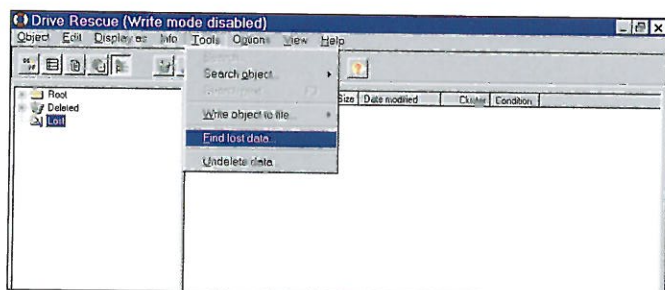 Drive Rescue (Write mode disabled)
Object Edit Display as Info Tools Options View Help
Search object...
Write object to file...
Find lost data...
Undelete data...
Root
Deleted
Lost
Size Date modified Cluster Condition